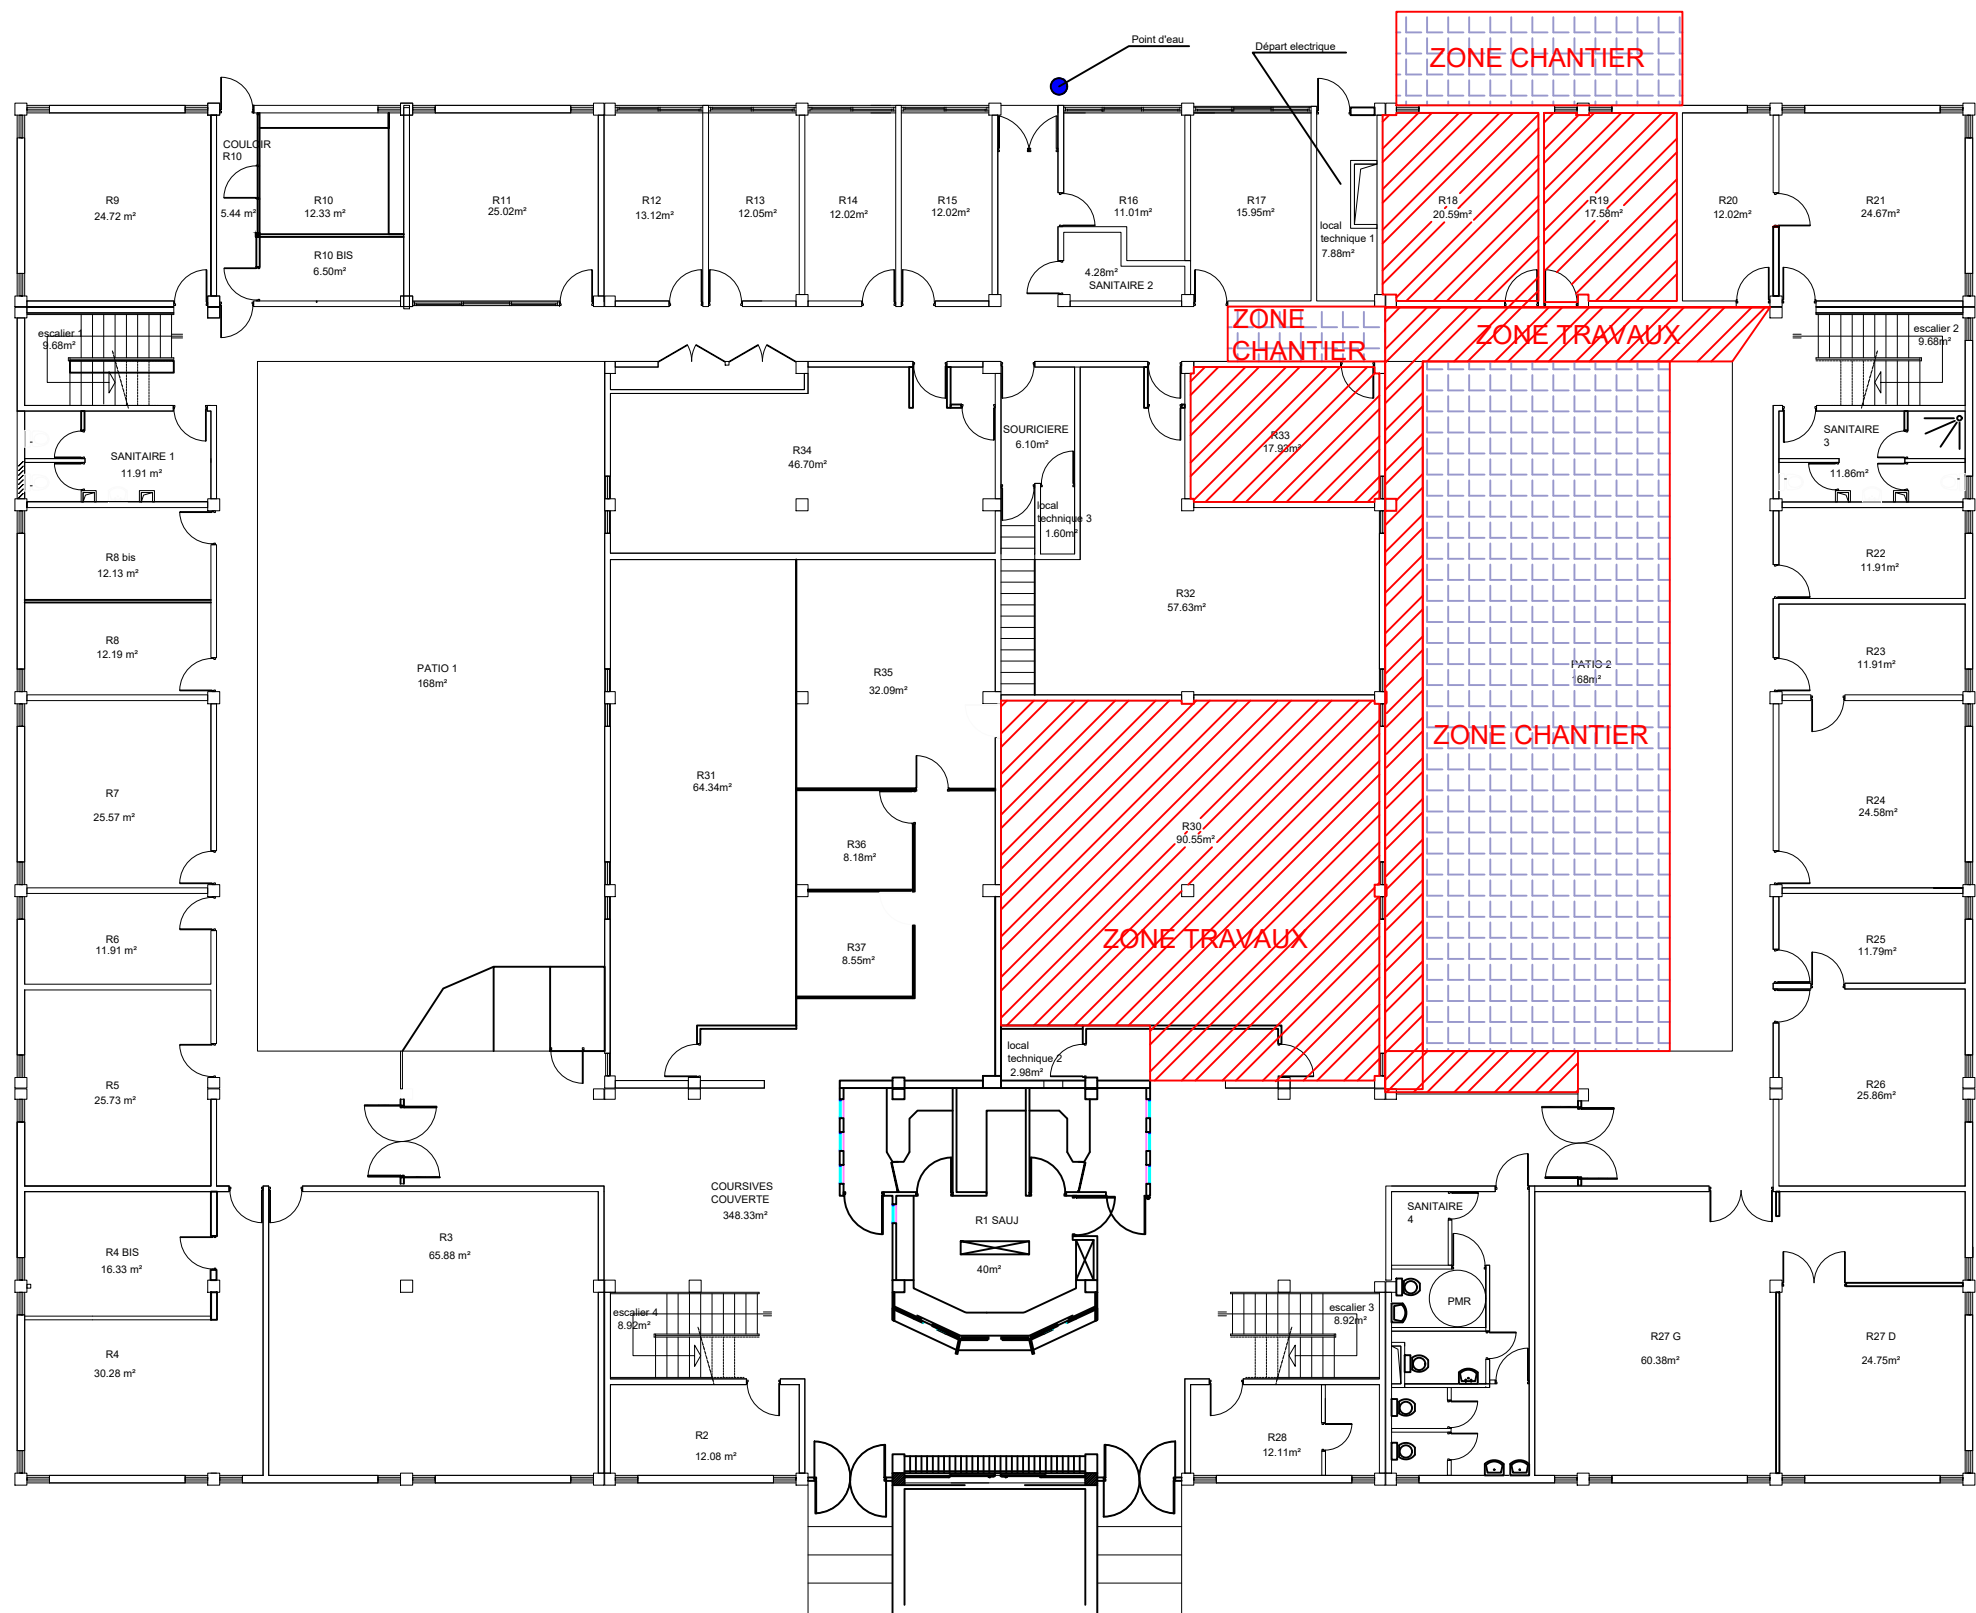 Point d'eau
Départ electrique
ZONE CHANTIER
R9
24.72 m²
COULOIR
R10
5.44 m²
R10
12.33 m²
R10 BIS
6.50m²
R11
25.02m²
R12
13.12m²
R13
12.05m²
R14
12.02m²
R15
12.02m²
R16
11.01m²
4.28m²
SANITAIRE 2
R17
15.95m²
local
technique 1
7.88m²
R18
20.59m²
R19
17.58m²
R20
12.02m²
R21
24.67m²
escalier 1
9.68m²
ZONE
CHANTIER
ZONE TRAVAUX
escalier 2
9.68m²
SANITAIRE 1
11.91 m²
R34
46.70m²
SOURICIERE
6.10m²
R33
17.93m²
SANITAIRE
3
11.86m²
local
technique 3
1.60m²
R8 bis
12.13 m²
R22
11.91m²
R32
57.63m²
R8
12.19 m²
R23
11.91m²
PATIO 1
168m²
R35
32.09m²
PATIO 2
168m²
ZONE CHANTIER
R7
25.57 m²
R31
64.34m²
R24
24.58m²
R36
8.18m²
R30
90.55m²
ZONE TRAVAUX
R6
11.91 m²
R37
8.55m²
R25
11.79m²
local
technique 2
2.98m²
R5
25.73 m²
R26
25.86m²
COURSIVES
COUVERTE
348.33m²
R1 SAUJ
40m²
SANITAIRE
4
R4 BIS
16.33 m²
R3
65.88 m²
PMR
escalier 4
8.92m²
escalier 3
8.92m²
R4
30.28 m²
R27 G
60.38m²
R27 D
24.75m²
R2
12.08 m²
R28
12.11m²